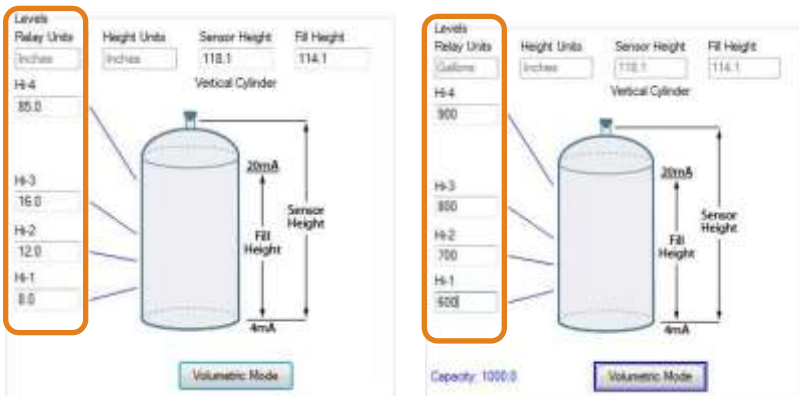 Levels
Relay Units Height Units Sensor Height Fill Height
Inches Inches 118.1 114.1
Hi-4 Vertical Cylinder
85.0
20mA
Hi-3
16.0 Sensor
Hi-2 Fill Height
12.0 Height
Hi-1
8.0
4mA
Volumetric Mode
Levels
Relay Units Height Units Sensor Height Fill Height
Gallons Inches 118.1 114.1
Hi-4 Vertical Cylinder
900
20mA
Hi-3
800 Sensor
Hi-2 Fill Height
700 Height
Hi-1
600
4mA
Capacity: 1000.0 Volumetric Mode